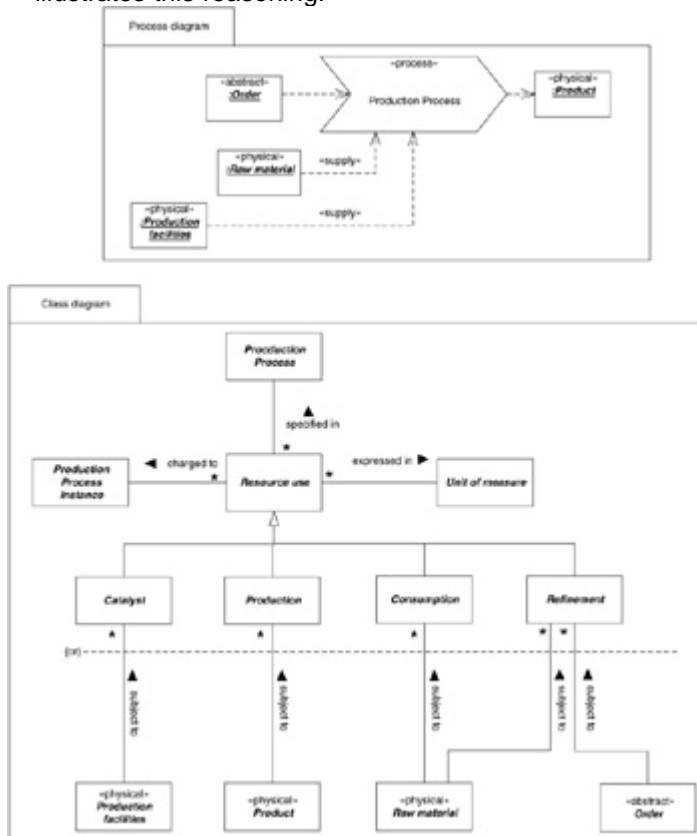 illustrates this reasoning.
Process diagram
«abstract»
:Order
«process»
Production Process
«physical»
:Product
«physical»
:Raw material
«supply»
«physical»
:Production
facilities
«supply»
Class diagram
Procduction
Process
specified in
*
Production
Process
Instance
charged to
*
Resource use
*
expressed in
Unit of measure
Catalyst
Production
Consumption
Refinement
*
*
*
*
*
{or}
subject to
subject to
subject to
subject to
subject to
«physical»
Production
facilities
«physical»
Product
«physical»
Raw material
«abstract»
Order